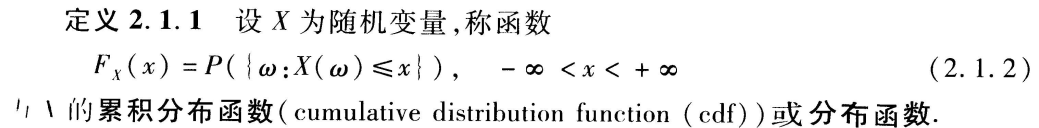 定义 2.1.1 设 X 为随机变量,称函数
F_X(x) = P({ω:X(ω)≤x}), -∞ <x< +∞ (2.1.2)
的累积分布函数(cumulative distribution function (cdf))或分布函数.